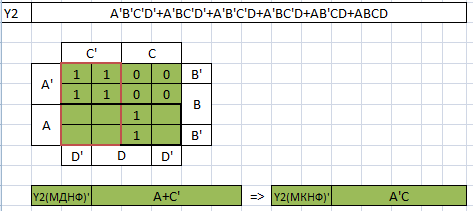 Y2 A'B'C'D'+A'BC'D'+A'B'C'D+A'BC'D+AB'CD+ABCD
C' C
A' 1 1 0 0 B'
1 1 0 0 B
A 1
1 B'
D' D D'
Y2(МДНФ)' A+C' => Y2(МКНФ)' A'C